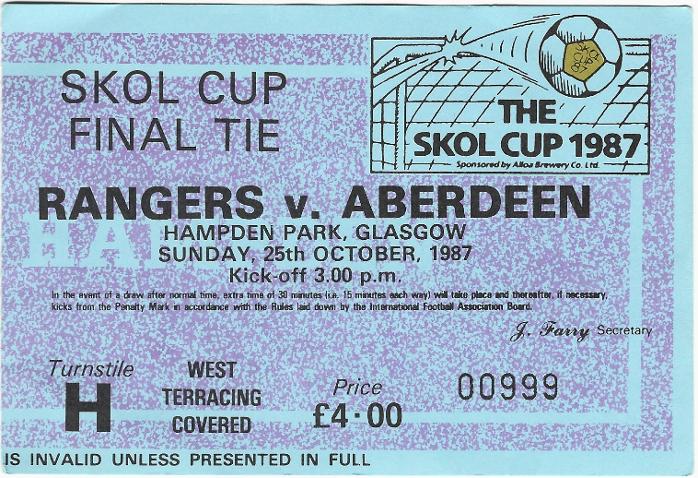 SKOL CUP
FINAL TIE
SKOL
CUP
87
THE
SKOL CUP 1987
Sponsored by Alloa Brewery Co. Ltd.
RANGERS v. ABERDEEN
HAMPDEN PARK, GLASGOW
SUNDAY, 25th OCTOBER, 1987
Kick-off 3.00 p.m.
In the event of a draw after normal time, extra time of 30 minutes (i.e. 15 minutes each way) will take place and thereafter, if necessary,
kicks from the Penalty Mark in accordance with the Rules laid down by the International Football Association Board.
J. Farry Secretary
Turnstile
H
WEST
TERRACING
COVERED
Price
£4·00
00999
IS INVALID UNLESS PRESENTED IN FULL